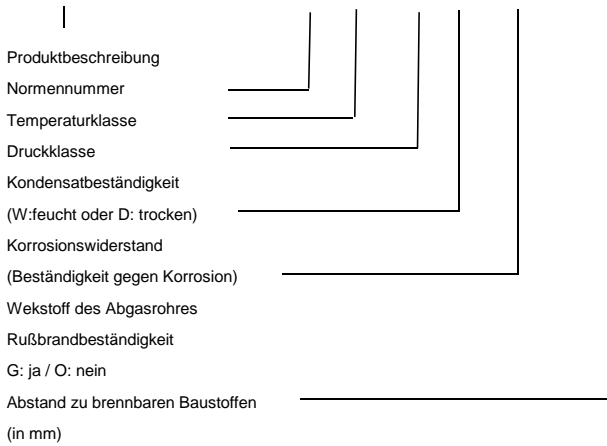 Produktbeschreibung
Normennummer
Temperaturklasse
Druckklasse
Kondensatbeständigkeit
(W:feucht oder D: trocken)
Korrosionswiderstand
(Beständigkeit gegen Korrosion)
Wekstoff des Abgasrohres
Rußbrandbeständigkeit
G: ja / O: nein
Abstand zu brennbaren Baustoffen
(in mm)